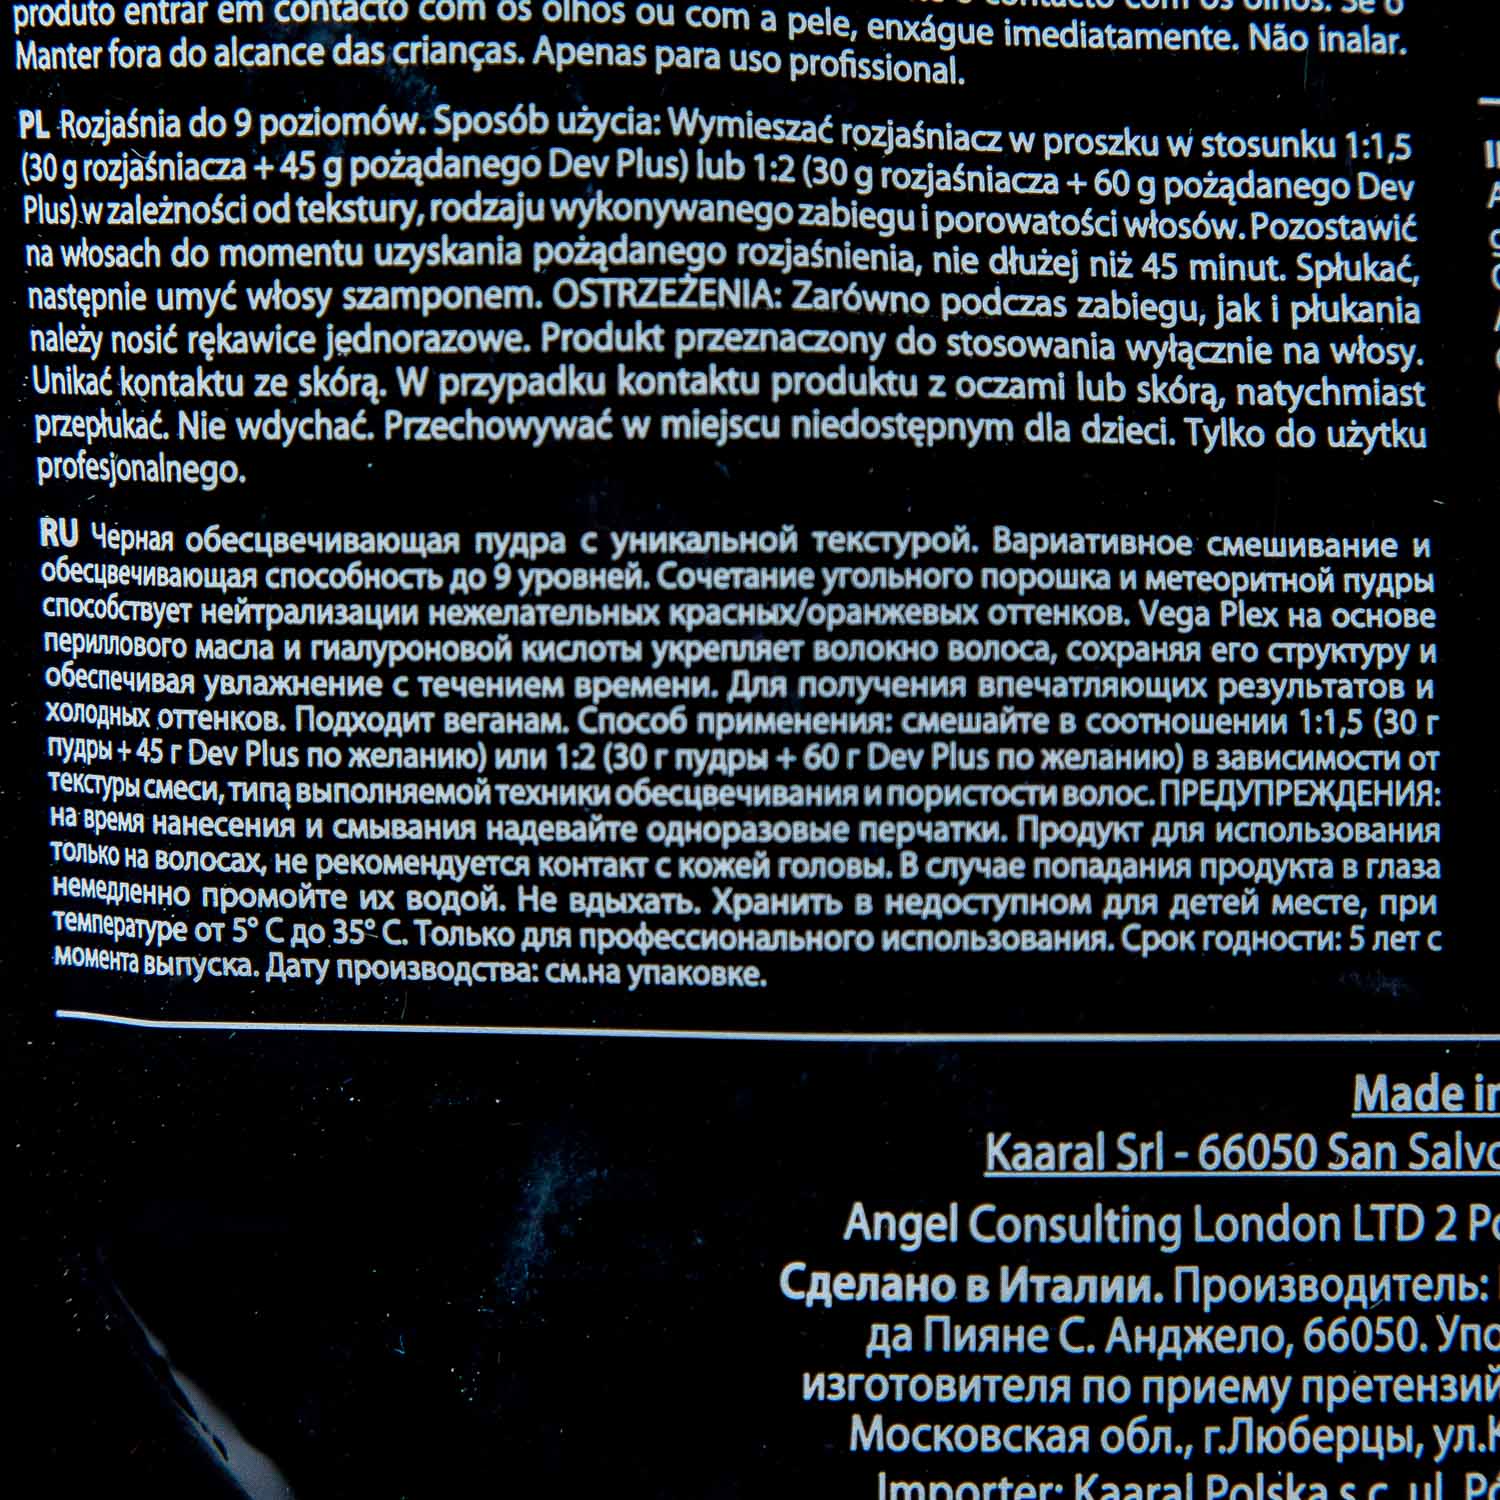 produto entrar em contacto com os olhos ou com a pele, enxágue imediatamente. Não inalar.
Manter fora do alcance das crianças. Apenas para uso profissional.
PL Rozjaśnia do 9 poziomów. Sposób użycia: Wymieszać rozjaśniacz w proszku w stosunku 1:1,5
(30 g rozjaśniacza + 45 g pożądanego Dev Plus) lub 1:2 (30 g rozjaśniacza + 60 g pożądanego Dev
Plus) w zależności od tekstury, rodzaju wykonywanego zabiegu i porowatości włosów. Pozostawić
na włosach do momentu uzyskania pożądanego rozjaśnienia, nie dłużej niż 45 minut. Spłukać,
następnie umyć włosy szamponem. OSTRZEŻENIA: Zarówno podczas zabiegu, jak i płukania
należy nosić rękawice jednorazowe. Produkt przeznaczony do stosowania wyłącznie na włosy.
Unikać kontaktu ze skórą. W przypadku kontaktu produktu z oczami lub skórą, natychmiast
przepłukać. Nie wdychać. Przechowywać w miejscu niedostępnym dla dzieci. Tylko do użytku
profesjonalnego.
RU Черная обесцвечивающая пудра с уникальной текстурой. Вариативное смешивание и
обесцвечивающая способность до 9 уровней. Сочетание угольного порошка и метеоритной пудры
способствует нейтрализации нежелательных красных/оранжевых оттенков. Vega Plex на основе
периллового масла и гиалуроновой кислоты укрепляет волокно волоса, сохраняя его структуру и
обеспечивая увлажнение с течением времени. Для получения впечатляющих результатов и
холодных оттенков. Подходит веганам. Способ применения: смешайте в соотношении 1:1,5 (30 г
пудры + 45 г Dev Plus по желанию) или 1:2 (30 г пудры + 60 г Dev Plus по желанию) в зависимости от
текстуры смеси, типа выполняемой техники обесцвечивания и пористости волос. ПРЕДУПРЕЖДЕНИЯ:
на время нанесения и смывания надевайте одноразовые перчатки. Продукт для использования
только на волосах, не рекомендуется контакт с кожей головы. В случае попадания продукта в глаза
немедленно промойте их водой. Не вдыхать. Хранить в недоступном для детей месте, при
температуре от 5° С до 35° С. Только для профессионального использования. Срок годности: 5 лет с
момента выпуска. Дату производства: см.на упаковке.
Made in
Kaaral Srl - 66050 San Salvo
Angel Consulting London LTD 2
Сделано в Италии. Производитель:
да Пияне С. Анджело, 66050. Упо
изготовителя по приему претензий
Московская обл., г.Люберцы, ул.К
Importer: Kaaral Polska s.c. ul.